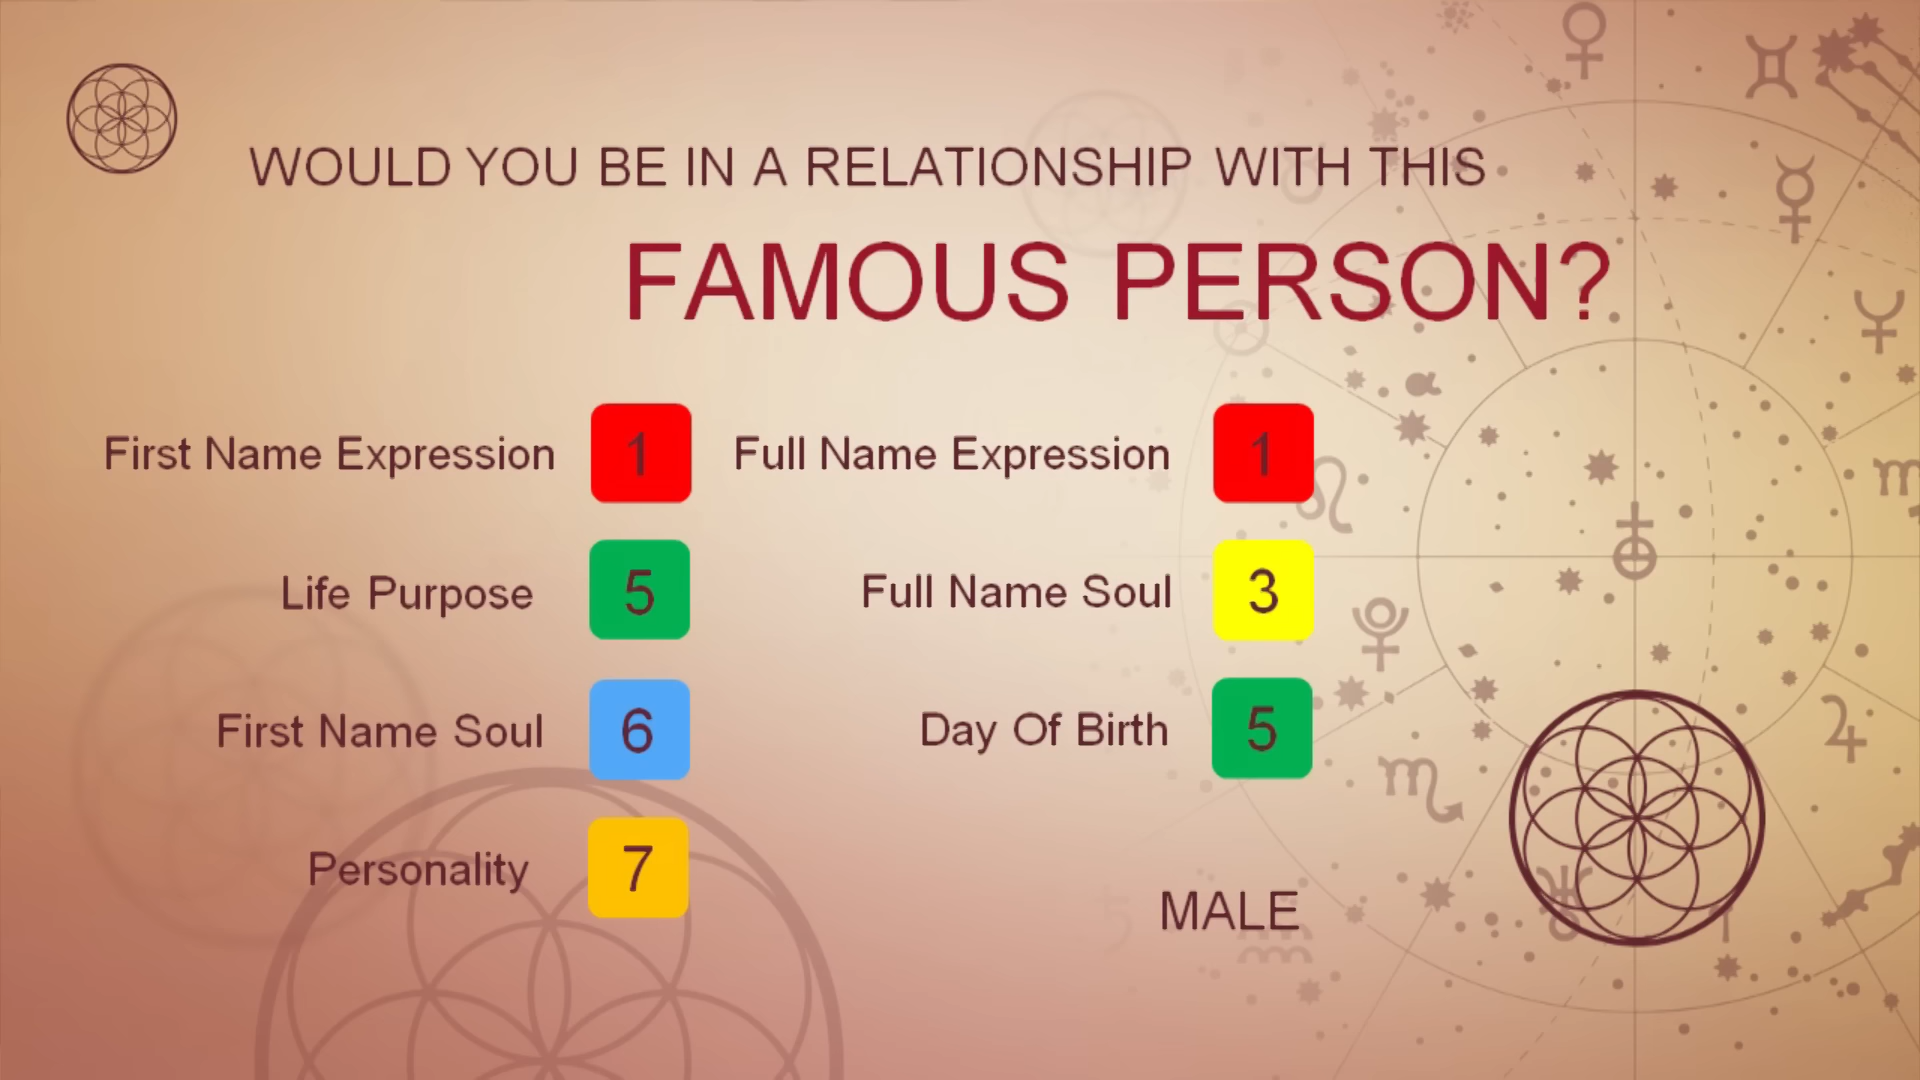 WOULD YOU BE IN A RELATIONSHIP WITH THIS
FAMOUS PERSON?
First Name Expression 1 Full Name Expression 1
Life Purpose 5 Full Name Soul 3
First Name Soul 6 Day Of Birth 5
Personality 7
MALE